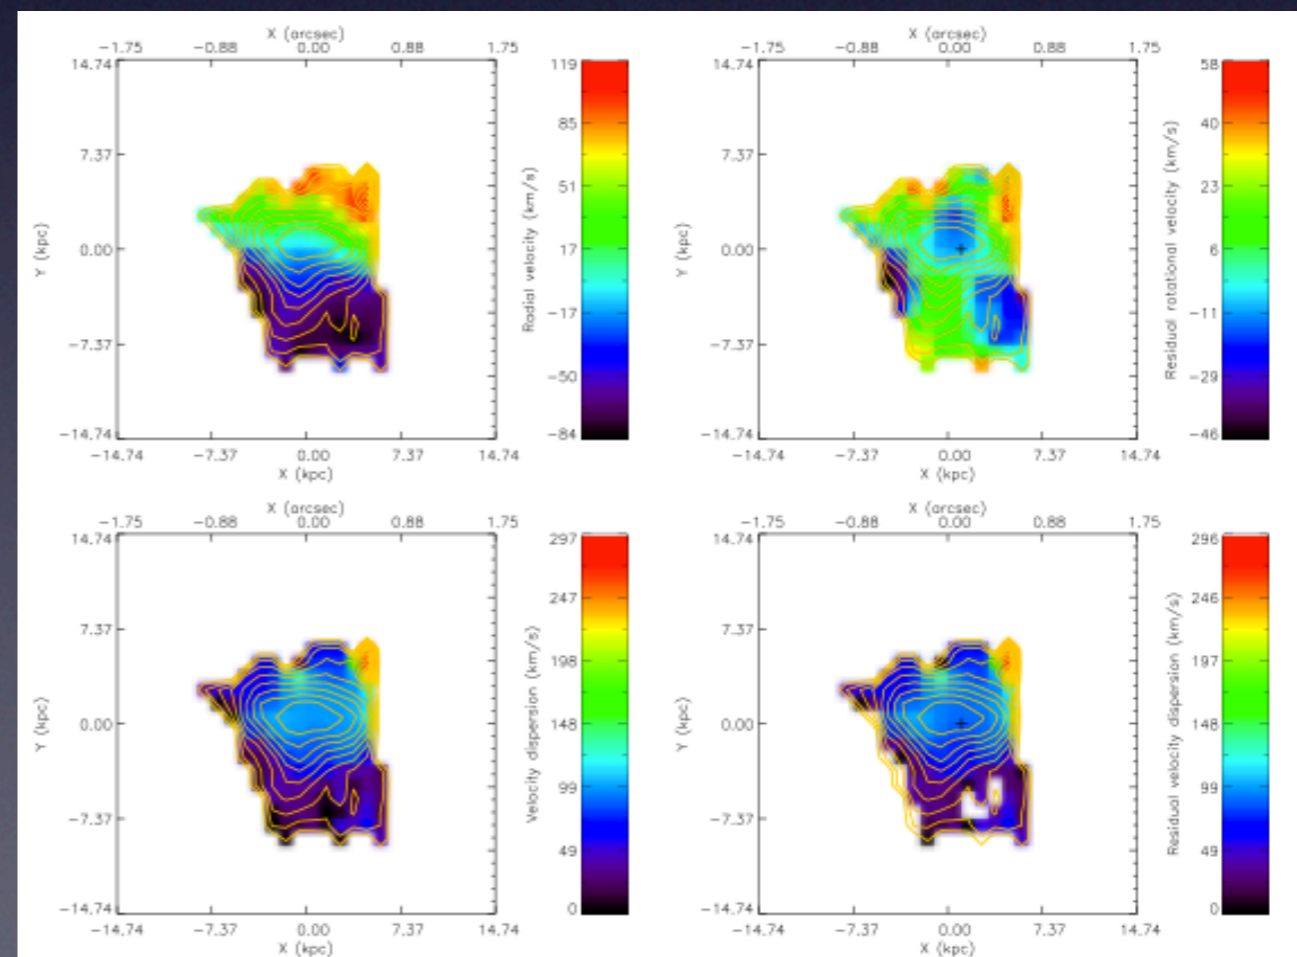 X (arcsec)
-1.75 -0.88 0.00 0.88 1.75
14.74
7.37
0.00
-7.37
-14.74
Y (kpc)
-14.74 -7.37 0.00 7.37 14.74
X (kpc)
Radial velocity (km/s)
119
85
51
17
-17
-50
-84
X (arcsec)
-1.75 -0.88 0.00 0.88 1.75
14.74
7.37
0.00
-7.37
-14.74
Y (kpc)
-14.74 -7.37 0.00 7.37 14.74
X (kpc)
Residual rotational velocity (km/s)
58
40
23
6
-11
-29
-46
X (arcsec)
-1.75 -0.88 0.00 0.88 1.75
14.74
7.37
0.00
-7.37
-14.74
Y (kpc)
-14.74 -7.37 0.00 7.37 14.74
X (kpc)
Velocity dispersion (km/s)
297
247
198
148
99
49
0
X (arcsec)
-1.75 -0.88 0.00 0.88 1.75
14.74
7.37
0.00
-7.37
-14.74
Y (kpc)
-14.74 -7.37 0.00 7.37 14.74
X (kpc)
Residual velocity dispersion (km/s)
296
246
197
148
99
49
0